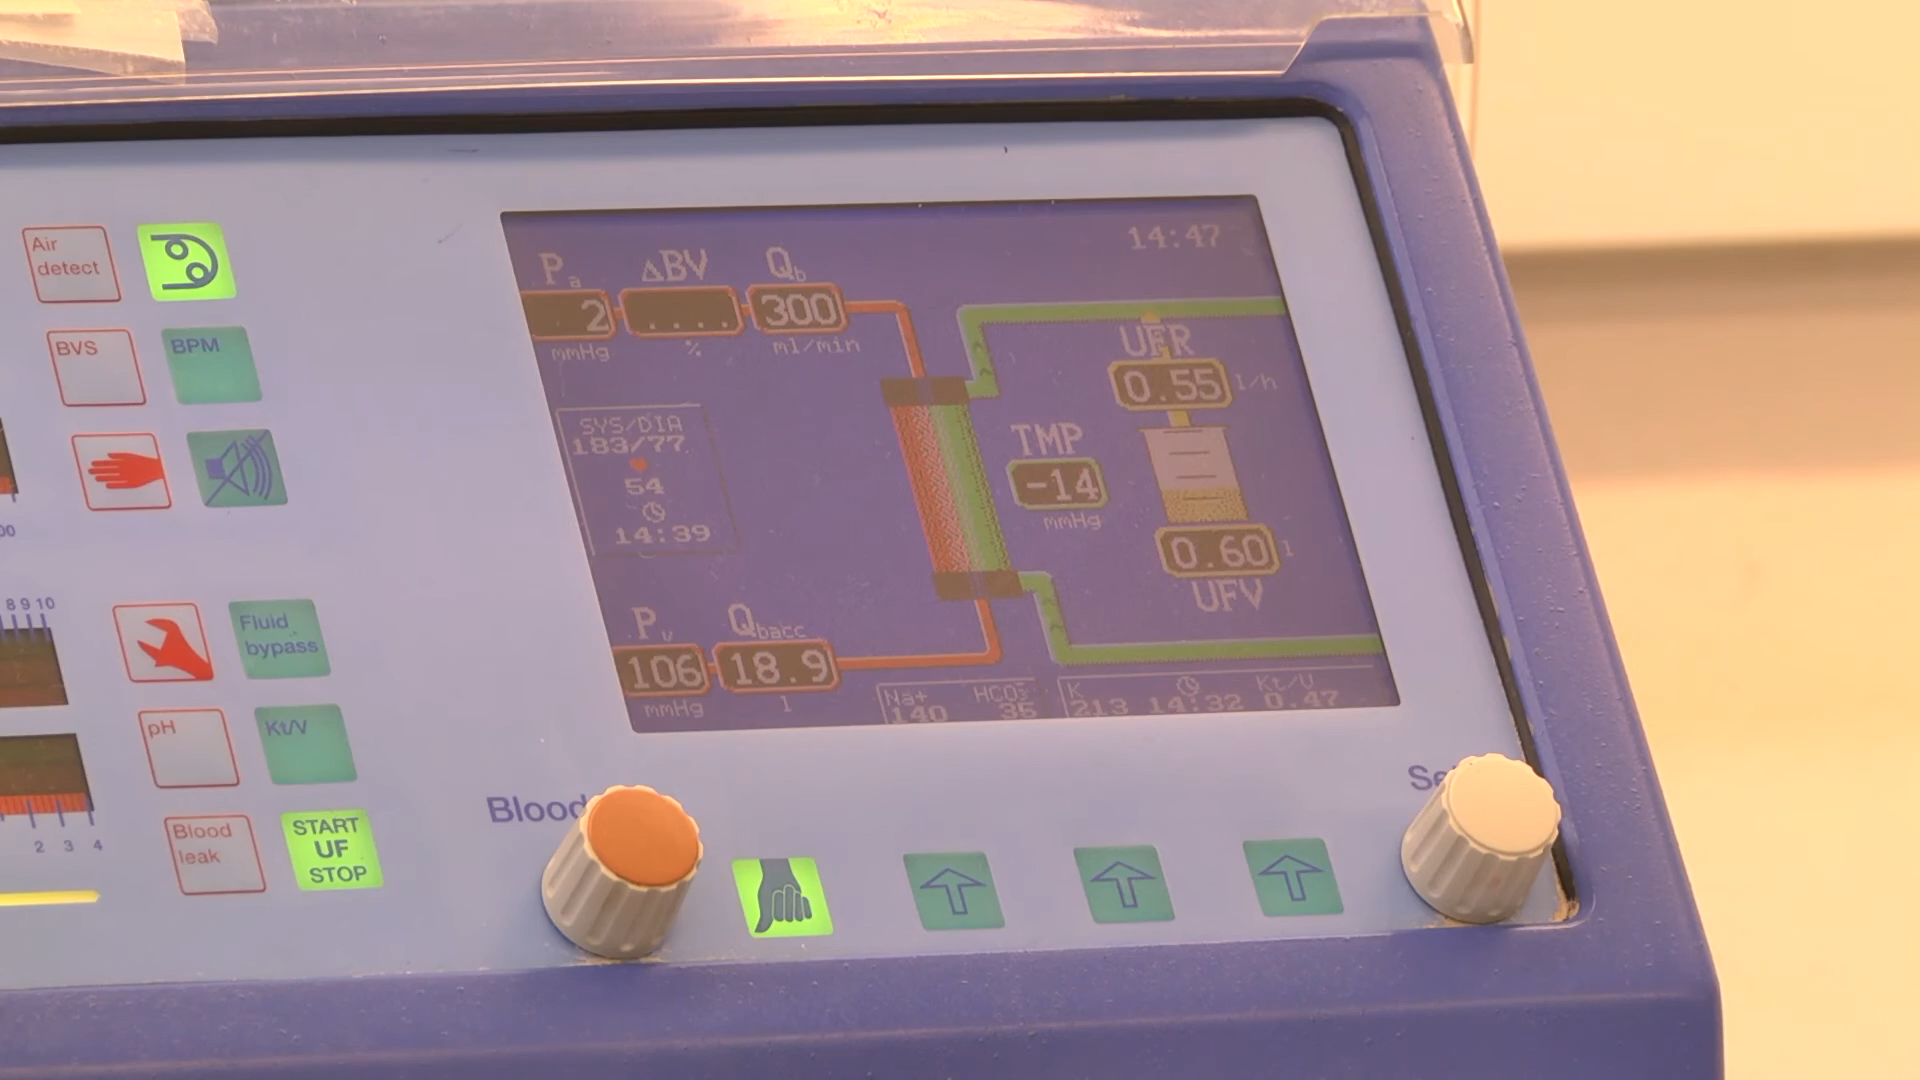 Air
detect
BVS
BPM
00
8 9 10
Fluid
bypass
pH
Kt/V
2 3 4
Blood
leak
START
UF
STOP
14:47
Pa ΔBV Qb
2 .... 300
mmHg % ml/min
UFR
0.55 l/h
SYS/DIA
183/77
54
14:39
TMP
-14
mmHg
0.60 l
UFV
Pv Qbacc
106 18.9
mmHg l
Na+ HCO3-
140 35
K Kt/V
213 14:32 0.47
Blood
Se